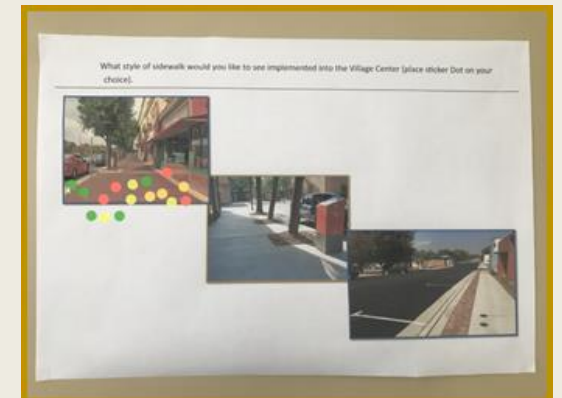 What style of sidewalk would you like to see implemented into the Village Center (place sticker Dot on your
choice).